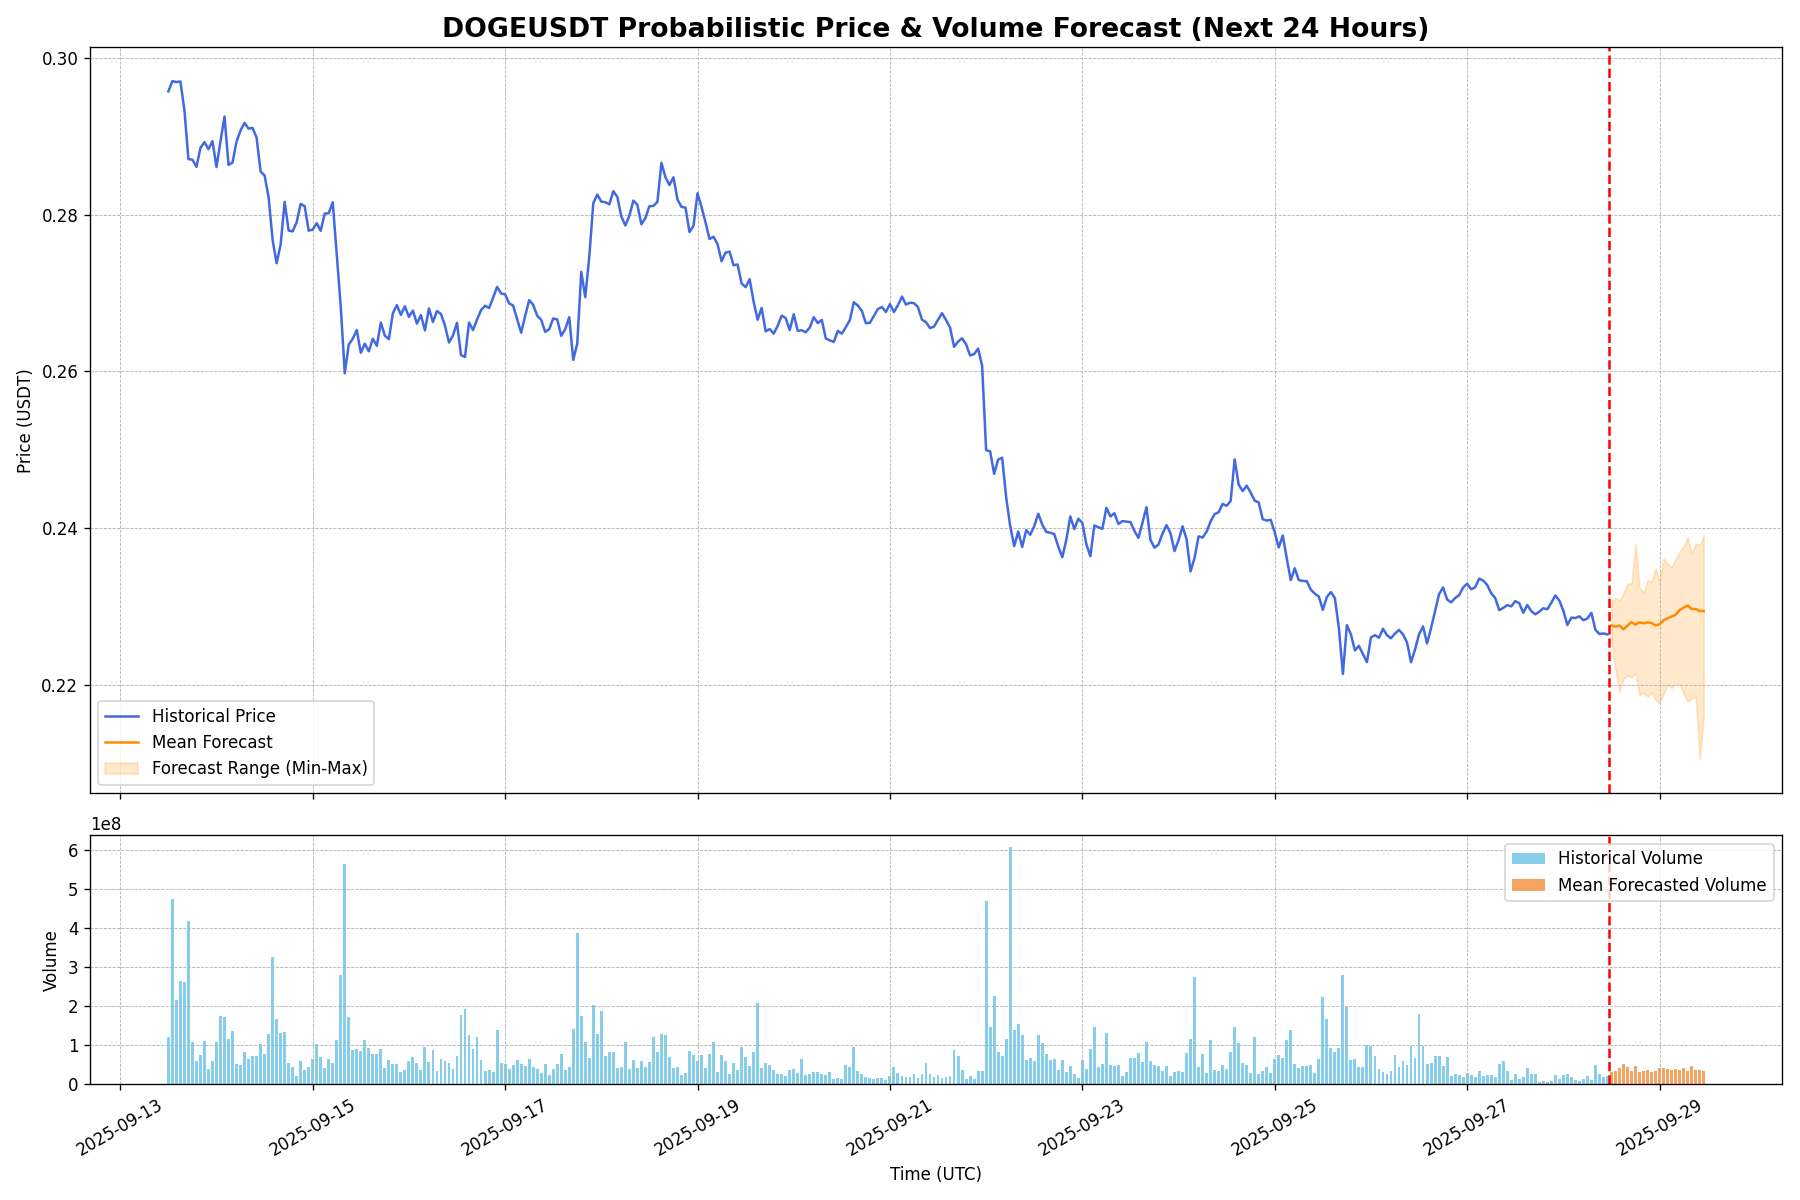 DOGEUSDT Probabilistic Price & Volume Forecast (Next 24 Hours)
0.30
0.28
0.26
0.24
0.22
Price (USDT)
Historical Price
Mean Forecast
Forecast Range (Min-Max)
1e8
6
5
4
3
2
1
0
Volume
Historical Volume
Mean Forecasted Volume
2025-09-13
2025-09-15
2025-09-17
2025-09-19
2025-09-21
2025-09-23
2025-09-25
2025-09-27
2025-09-29
Time (UTC)